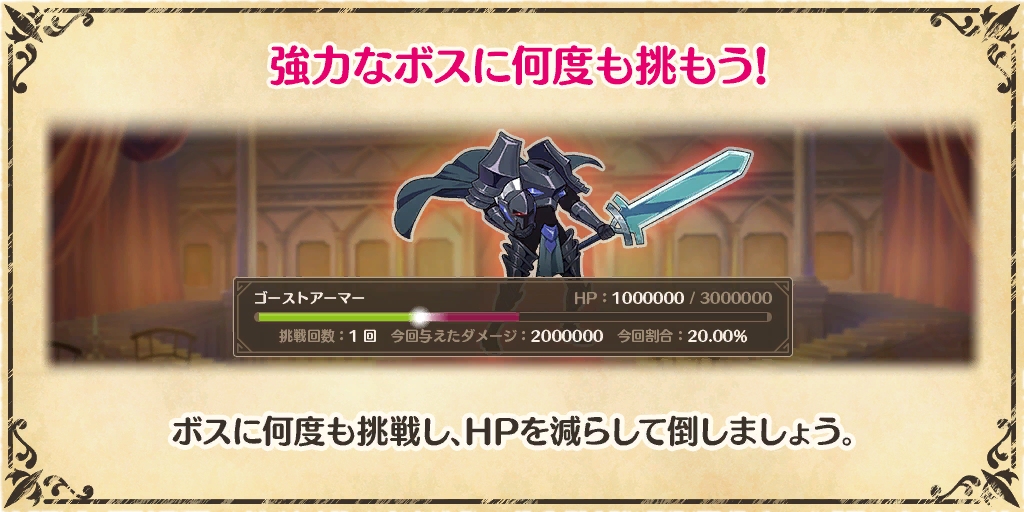 強力なボスに何度も挑もう!
ゴーストアーマー HP:1000000 / 3000000
挑戦回数:1 回 今回与えたダメージ:2000000 今回割合:20.00%
ボスに何度も挑戦し、HPを減らして倒しましょう。